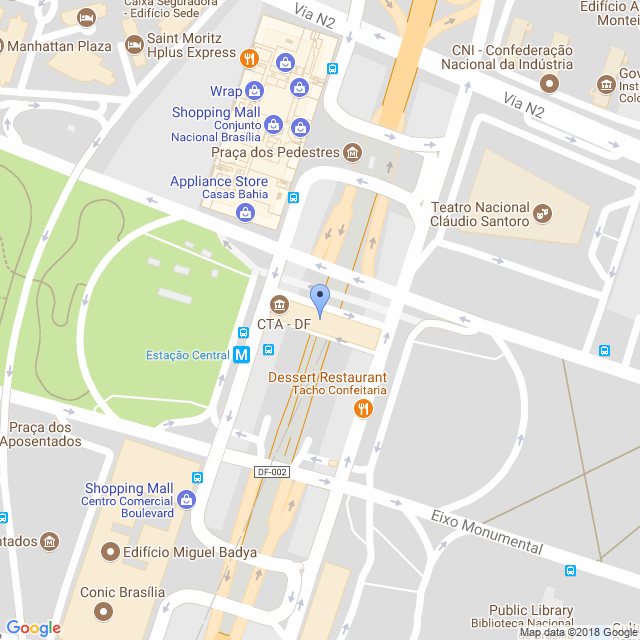 Caixa Seguradora
- Edifício Sede
Via N2
Edifício A
Montei
Manhattan Plaza
Saint Moritz
Hplus Express
CNI - Confederação
Nacional da Indústria
Gov
Inst
Colo
Wrap
Via N2
Shopping Mall
Conjunto
Nacional Brasília
Praça dos Pedestres
Appliance Store
Casas Bahia
Teatro Nacional
Cláudio Santoro
CTA - DF
Estação Central
M
Dessert Restaurant
Tacho Confeitaria
Praça dos
Aposentados
DF-002
Shopping Mall
Centro Comercial
Boulevard
Eixo Monumental
ntados
Edifício Miguel Badya
Conic Brasília
Public Library
Biblioteca Nacional
Google
Map data ©2018 Google